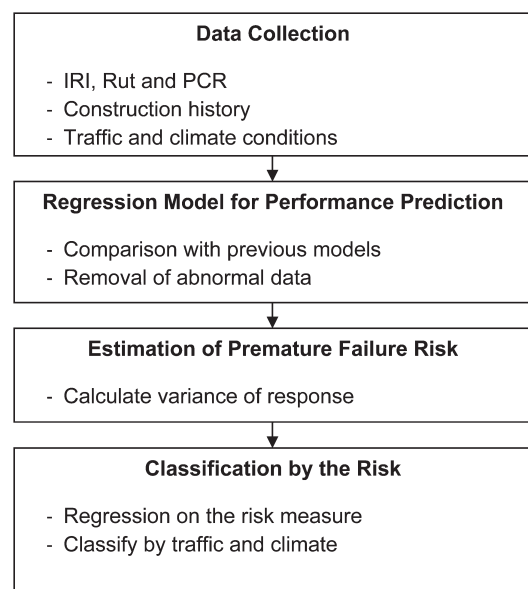 Data Collection
- IRI, Rut and PCR
- Construction history
- Traffic and climate conditions
Regression Model for Performance Prediction
- Comparison with previous models
- Removal of abnormal data
Estimation of Premature Failure Risk
- Calculate variance of response
Classification by the Risk
- Regression on the risk measure
- Classify by traffic and climate